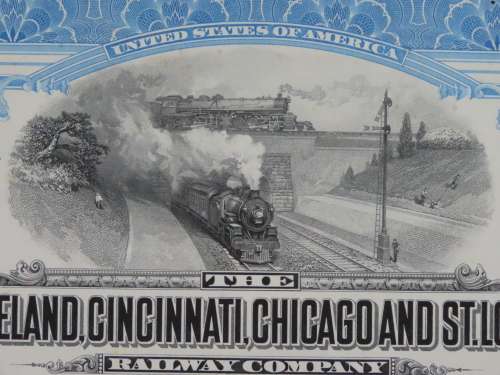 UNITED STATES OF AMERICA
THE
ELAND, CINCINNATI, CHICAGO AND ST. LO
RAILWAY COMPANY